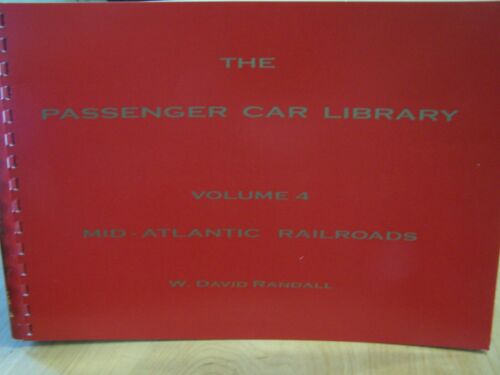 THE
PASSENGER CAR LIBRARY
VOLUME 4
MID-ATLANTIC RAILROADS
W. DAVID RANDALL